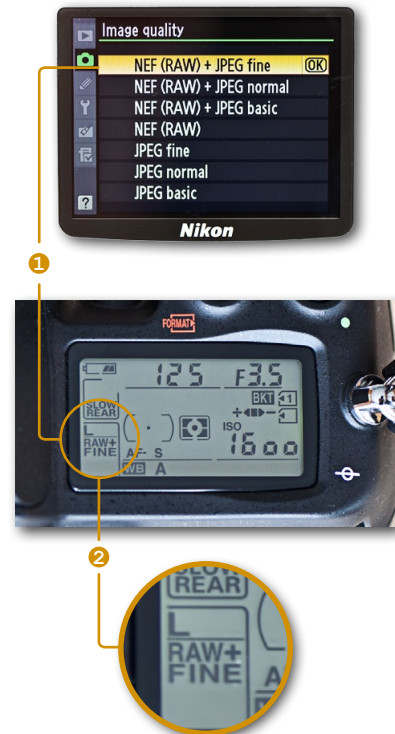 Image quality
NEF (RAW) + JPEG fine OK
NEF (RAW) + JPEG normal
NEF (RAW) + JPEG basic
NEF (RAW)
JPEG fine
JPEG normal
JPEG basic
?
Nikon
1
FORMAT
125 F3.5
SLOW
REAR
BKT 1
+ −
ISO
1600
L
RAW+
FINE
AF- S
WB A
2
SLOW
REAR
L
RAW+
FINE
A